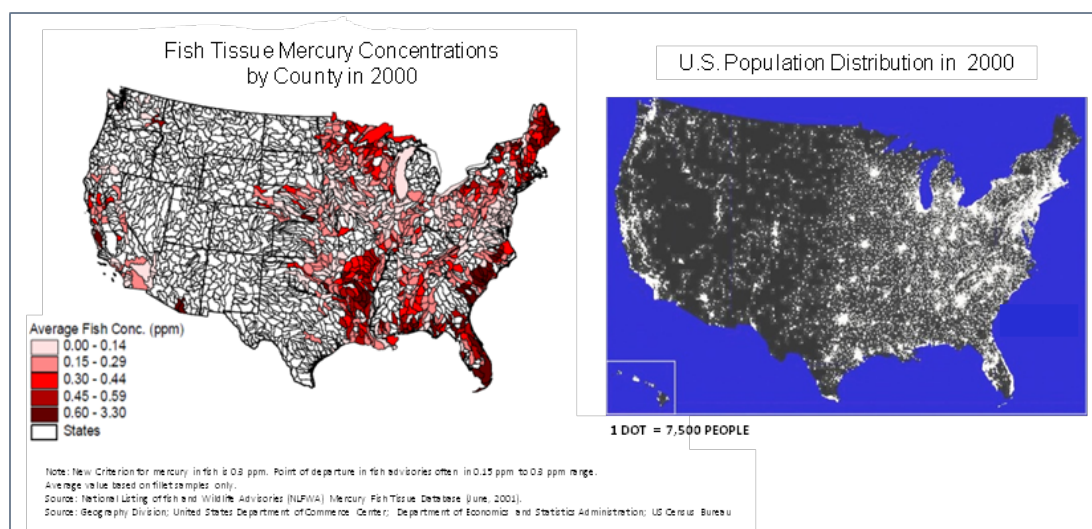 Fish Tissue Mercury Concentrations
by County in 2000
U.S. Population Distribution in 2000
Average Fish Conc. (ppm)
0.00 - 0.14
0.15 - 0.29
0.30 - 0.44
0.45 - 0.59
0.60 - 3.30
States
1 DOT = 7,500 PEOPLE
Note: New Criterion for mercury in fish is 0.3 ppm. Point of departure in fish advisories often in 0.15 ppm to 0.3 ppm range.
Average value based on fillet samples only.
Source: National Listing of fish and Wildlife Advisories (NLFWA) Mercury Fish Tissue Database (June, 2001).
Source: Geography Division; United States Department of Commerce Center; Department of Economics and Statistics Administration; US Census Bureau